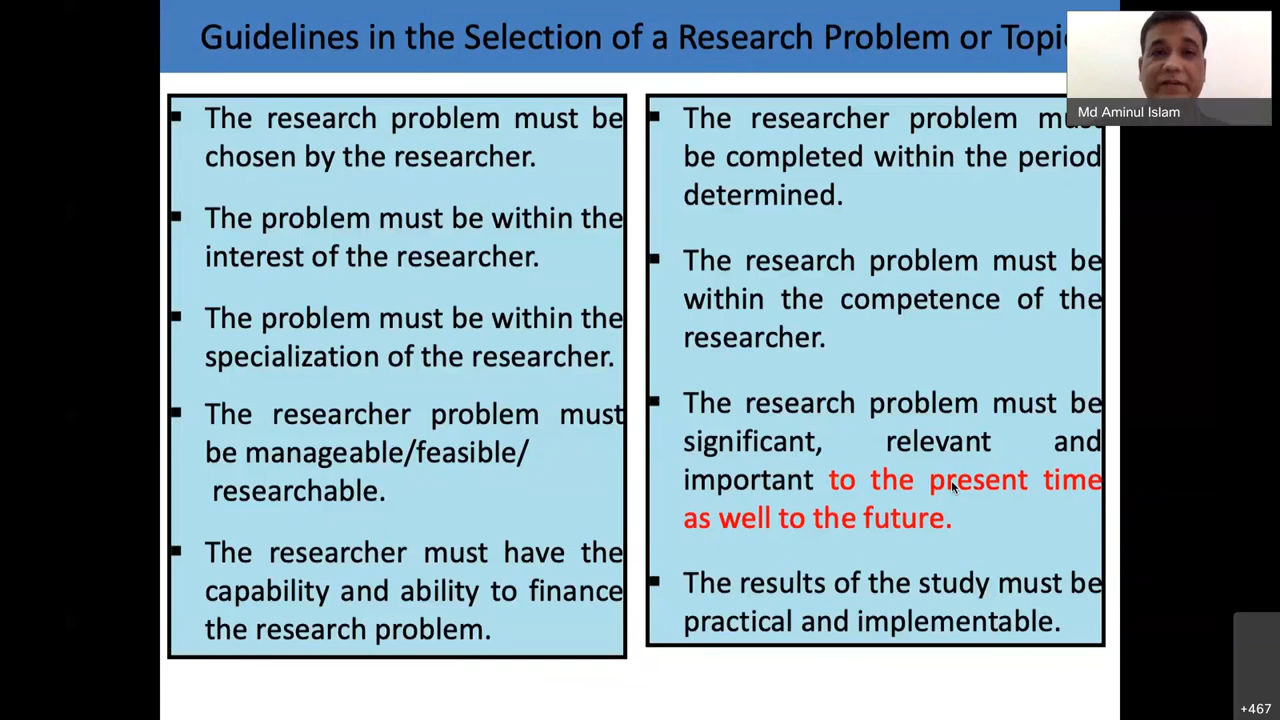 Guidelines in the Selection of a Research Problem or Topic
Md Aminul Islam
The research problem must be
chosen by the researcher.
The problem must be within the
interest of the researcher.
The problem must be within the
specialization of the researcher.
The researcher problem must
be manageable/feasible/
researchable.
The researcher must have the
capability and ability to finance
the research problem.
The researcher problem must
be completed within the period
determined.
The research problem must be
within the competence of the
researcher.
The research problem must be
significant, relevant and
important to the present time
as well to the future.
The results of the study must be
practical and implementable.
+467